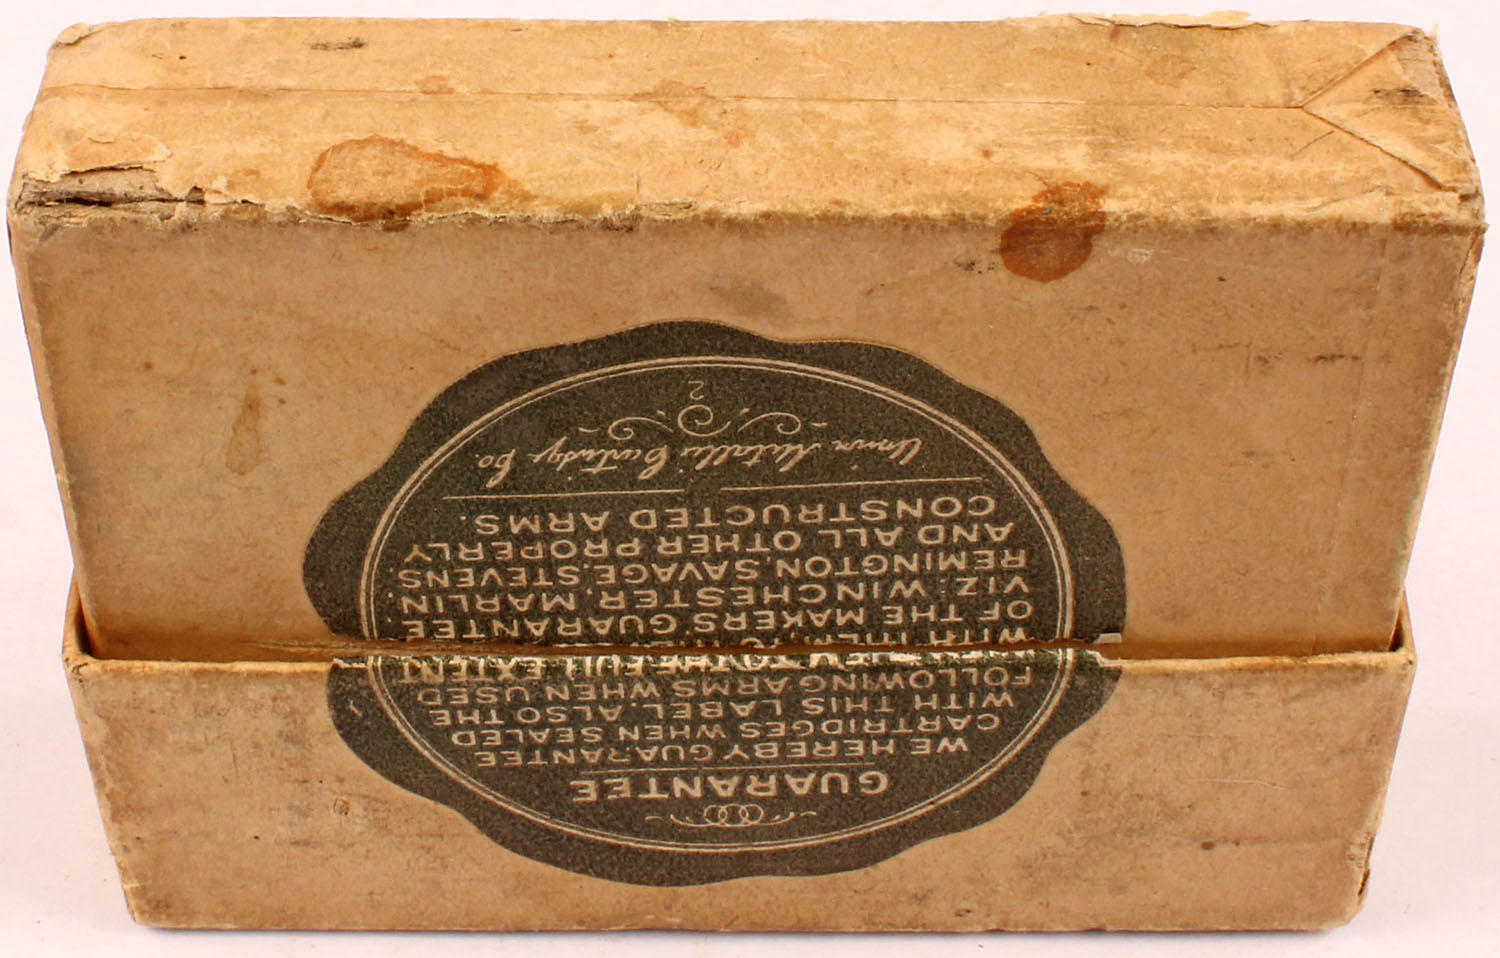 GUARANTEE
WE HEREBY GUARANTEE
CARTRIDGES WHEN SEALED
WITH THIS LABEL. ALSO THE
FOLLOWING ARMS WHEN USED
WITH THEM, TO THE FULL EXTENT
OF THE MAKERS GUARANTEE,
VIZ: WINCHESTER, MARLIN,
REMINGTON, SAVAGE, STEVENS,
AND ALL OTHER PROPERLY
CONSTRUCTED ARMS.
Union Metallic Cartridge Co.
2